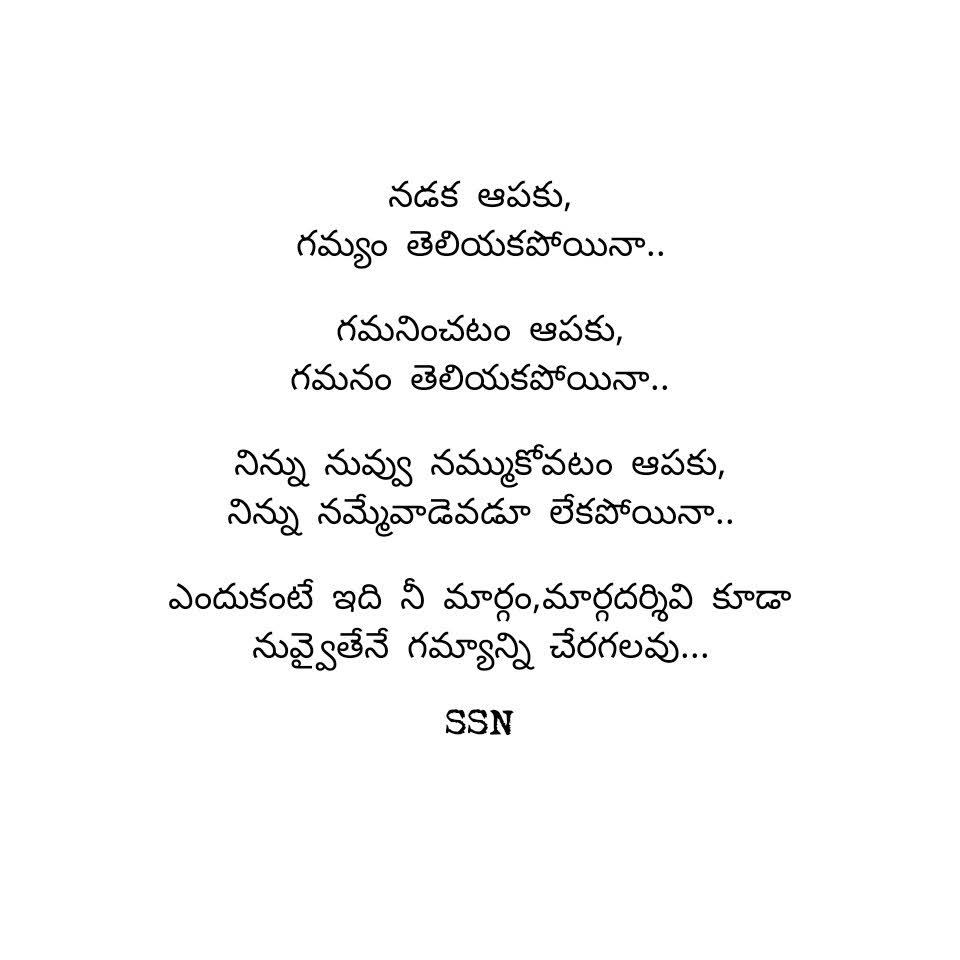 నడక ఆపకు,
గమ్యం తెలియకపోయినా..
గమనించటం ఆపకు,
గమనం తెలియకపోయినా..
నిన్ను నువ్వు నమ్ముకోవటం ఆపకు,
నిన్ను నమ్మేవాడెవడూ లేకపోయినా..
ఎందుకంటే ఇది నీ మార్గం,మార్గదర్శివి కూడా
నువ్వైతేనే గమ్యాన్ని చేరగలవు...
SSN